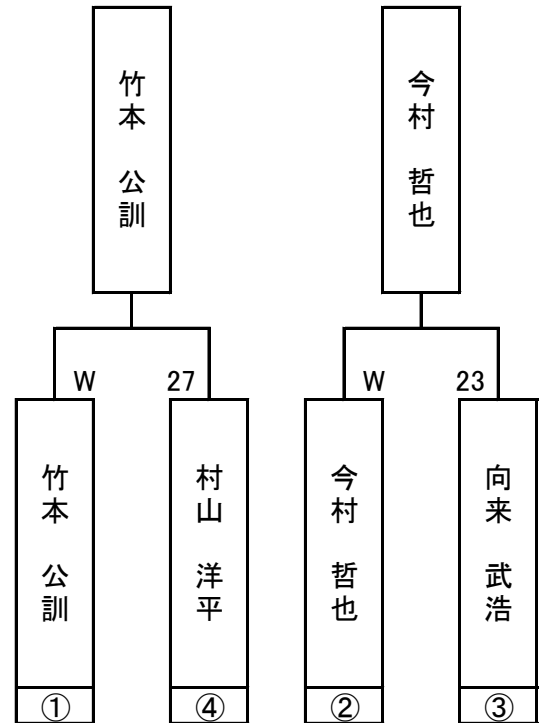 竹本 公訓
今村 哲也
W 27
W 23
竹本 公訓
村山 洋平
今村 哲也
向来 武浩
① ④ ② ③